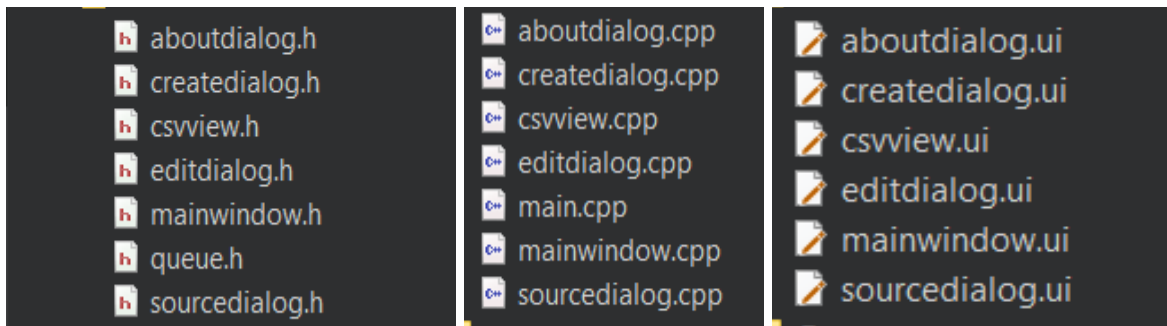 aboutdialog.h
createdialog.h
csvview.h
editdialog.h
mainwindow.h
queue.h
sourcedialog.h
aboutdialog.cpp
createdialog.cpp
csvview.cpp
editdialog.cpp
main.cpp
mainwindow.cpp
sourcedialog.cpp
aboutdialog.ui
createdialog.ui
csvview.ui
editdialog.ui
mainwindow.ui
sourcedialog.ui